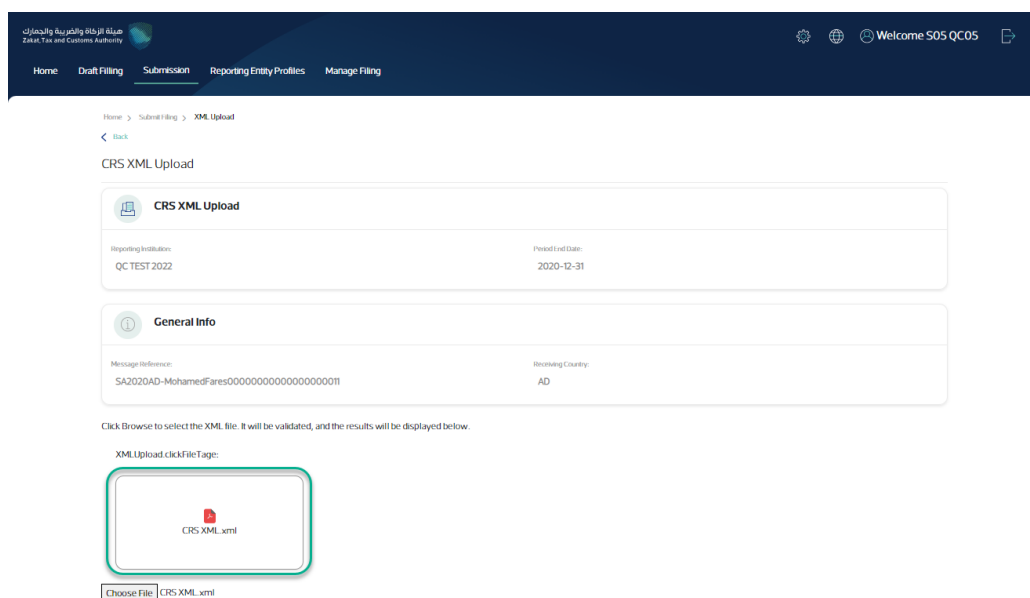 هيئة الزكاة والضريبة والجمارك
Zakat, Tax and Customs Authority
Welcome S05 QC05
Home Draft Filling Submission Reporting Entity Profiles Manage Filing
Home > Submit Filing > XML Upload
Back
CRS XML Upload
CRS XML Upload
Reporting Institution: Period End Date:
QC TEST 2022 2020-12-31
General Info
Message Reference: Receiving Country:
SA2020AD-MohamedFares0000000000000000000011 AD
Click Browse to select the XML file. It will be validated, and the results will be displayed below.
XMLUpload.clickFileTage:
CRS XML.xml
Choose File CRS XML.xml